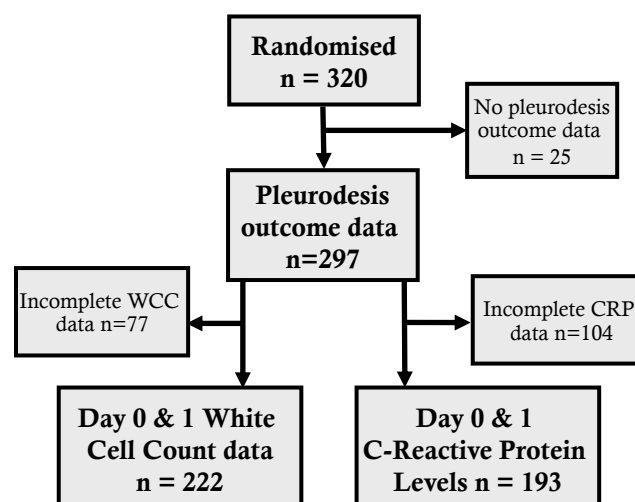 Randomised
n = 320
No pleurodesis
outcome data
n = 25
Pleurodesis
outcome data
n=297
Incomplete WCC
data n=77
Incomplete CRP
data n=104
Day 0 & 1 White
Cell Count data
n = 222
Day 0 & 1
C-Reactive Protein
Levels n = 193